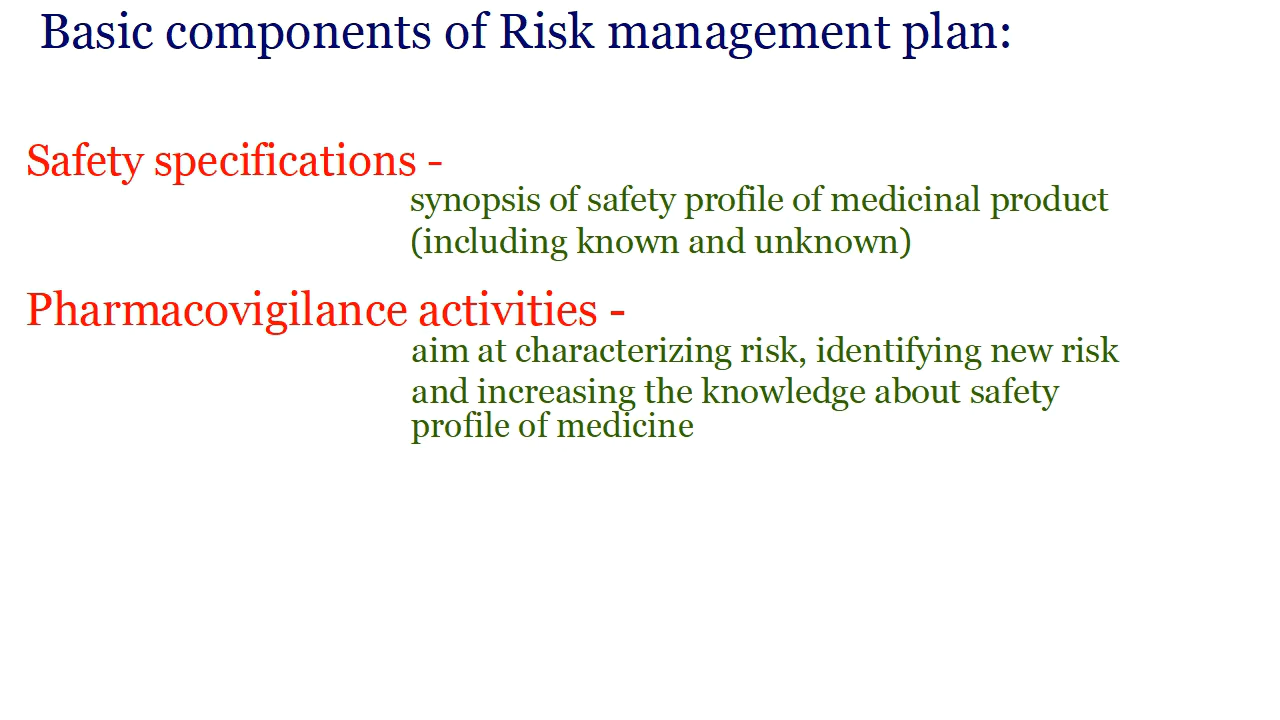 Basic components of Risk management plan:
Safety specifications -
synopsis of safety profile of medicinal product
(including known and unknown)
Pharmacovigilance activities -
aim at characterizing risk, identifying new risk
and increasing the knowledge about safety
profile of medicine